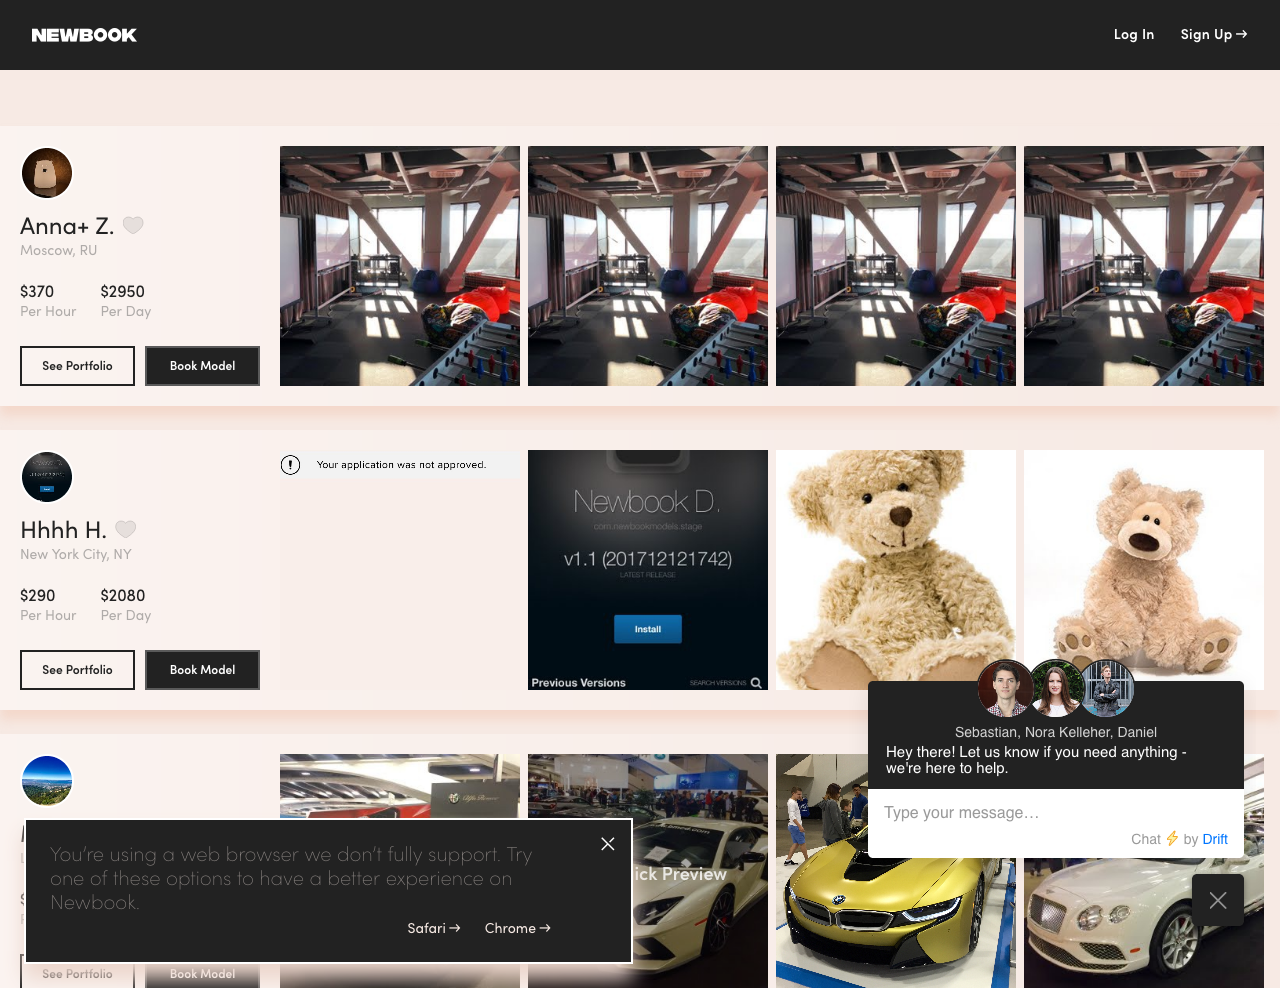 NEWBOOK
Log In
Sign Up →
Anna+ Z.
Moscow, RU
$370
$2950
Per Hour
Per Day
See Portfolio
Book Model
Your application was not approved.
Hhhh H.
New York City, NY
$290
$2080
Per Hour
Per Day
See Portfolio
Book Model
Newbook D.
com.newbookmodels.stage
v1.1 (201712121742)
LATEST RELEASE
Install
Previous Versions
SEARCH VERSIONS
Sebastian, Nora Kelleher, Daniel
Hey there! Let us know if you need anything -
we're here to help.
Type your message…
Chat ⚡ by Drift
Alfa Romeo
ick Preview
You’re using a web browser we don’t fully support. Try
one of these options to have a better experience on
Newbook.
Safari →
Chrome →
See Portfolio
Book Model